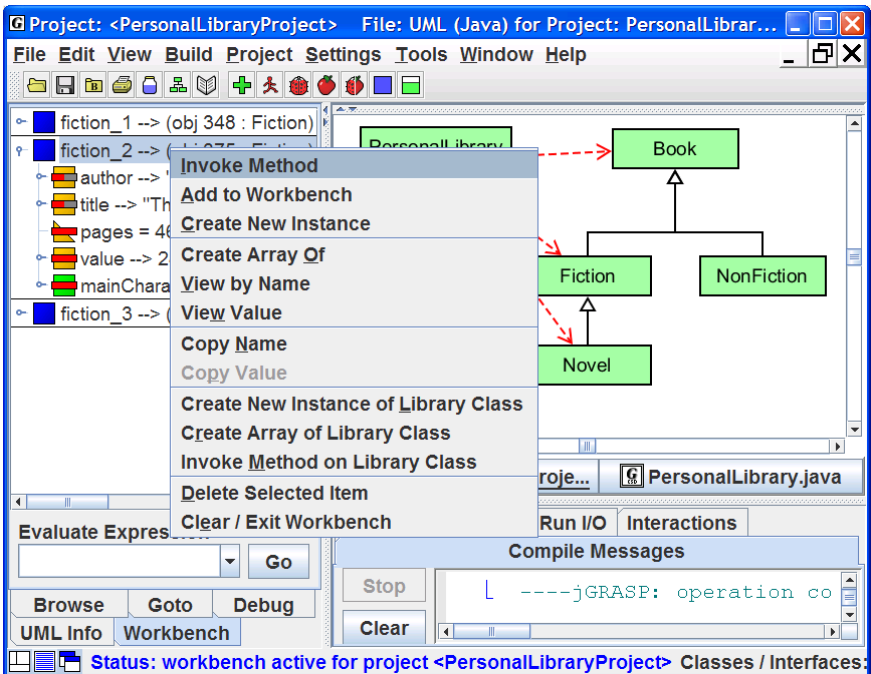 Project: <PersonalLibraryProject> File: UML (Java) for Project: PersonalLibrar...
File Edit View Build Project Settings Tools Window Help
fiction_1 --> (obj 348 : Fiction)
fiction_2 --> (
author --> "
title --> "Th
pages = 46
value --> 2
mainChara
fiction_3 --> (
Invoke Method
Add to Workbench
Create New Instance
Create Array Of
View by Name
View Value
Copy Name
Copy Value
Create New Instance of Library Class
Create Array of Library Class
Invoke Method on Library Class
Delete Selected Item
Clear / Exit Workbench
PersonalLibrary
Book
Fiction
NonFiction
Novel
roje...
PersonalLibrary.java
Evaluate Expression
Go
Browse Goto Debug
UML Info Workbench
Run I/O Interactions
Compile Messages
Stop
Clear
----jGRASP: operation co
Status: workbench active for project <PersonalLibraryProject> Classes / Interfaces: